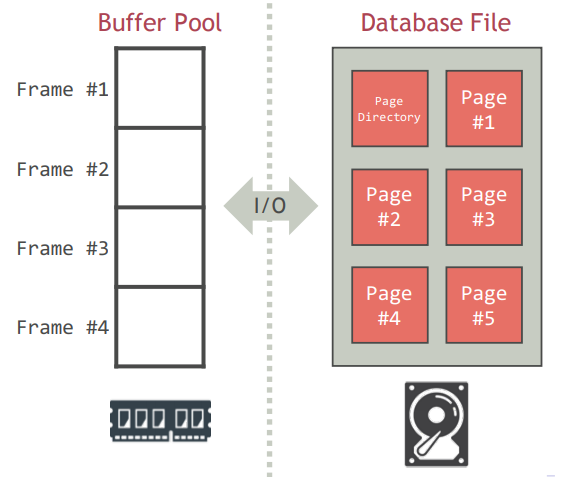 Buffer Pool
Database File
Frame #1
Frame #2
Frame #3
Frame #4
I/O
Page
Directory
Page
#1
Page
#2
Page
#3
Page
#4
Page
#5